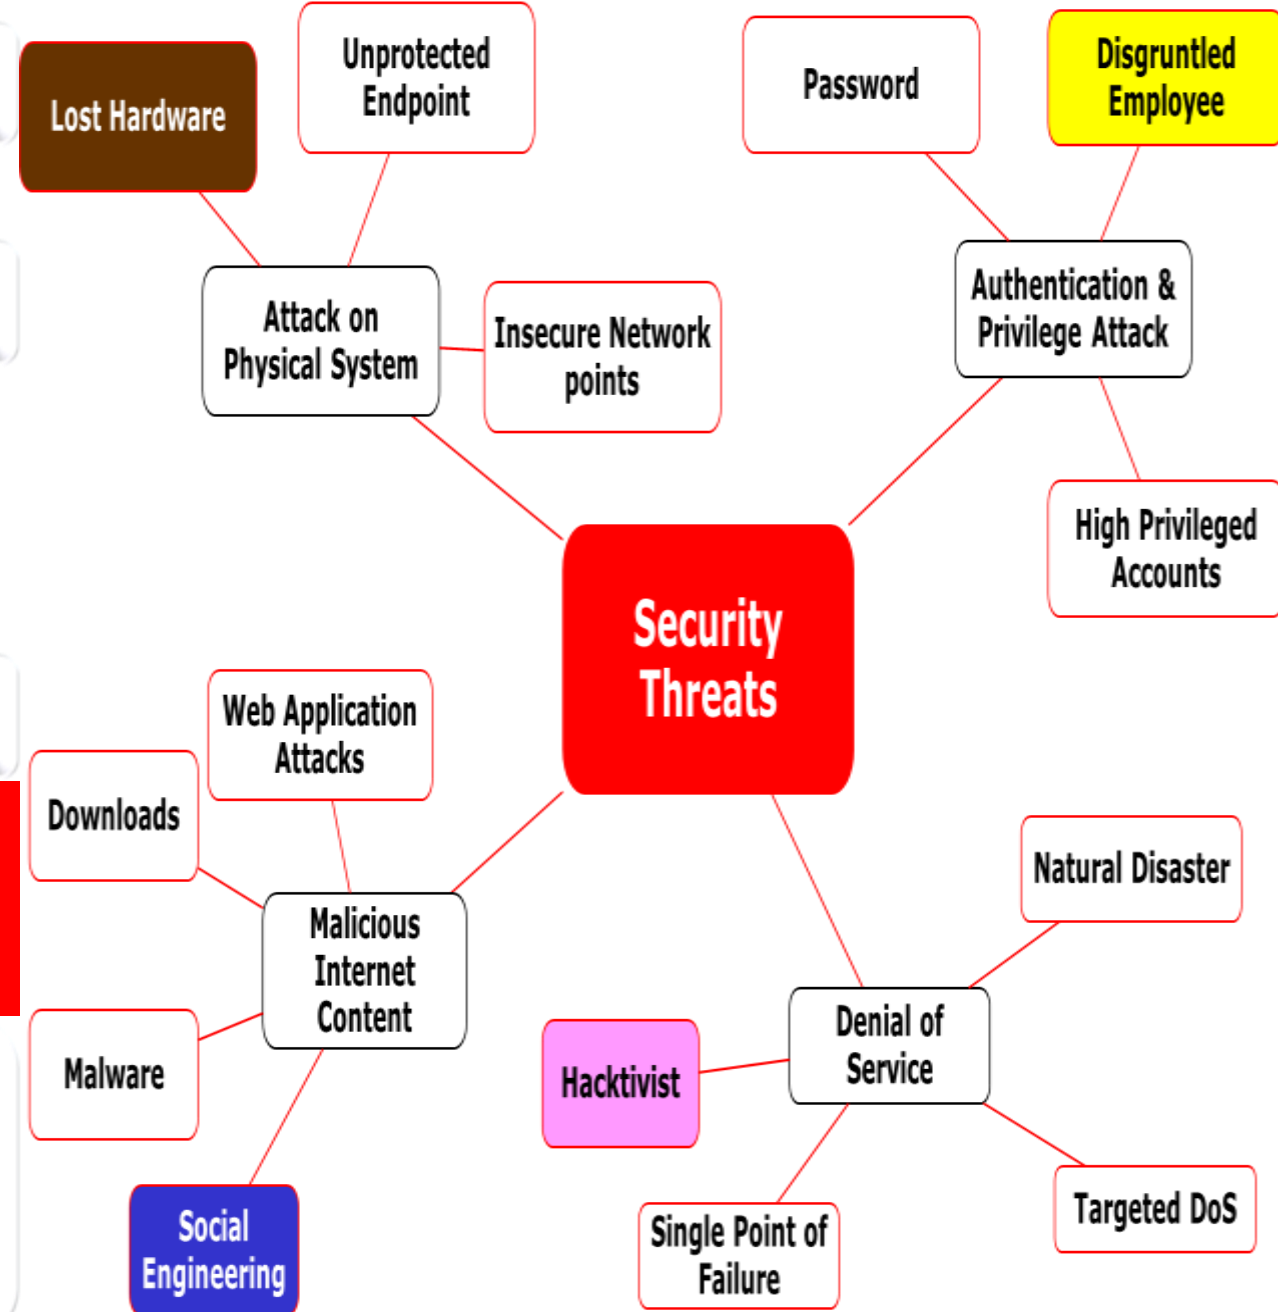 Unprotected
Endpoint
Lost Hardware
Password
Disgruntled
Employee
Attack on
Physical System
Insecure Network
points
Authentication &
Privilege Attack
High Privileged
Accounts
Security
Threats
Web Application
Attacks
Downloads
Malicious
Internet
Content
Malware
Social
Engineering
Natural Disaster
Denial of
Service
Hacktivist
Single Point of
Failure
Targeted DoS